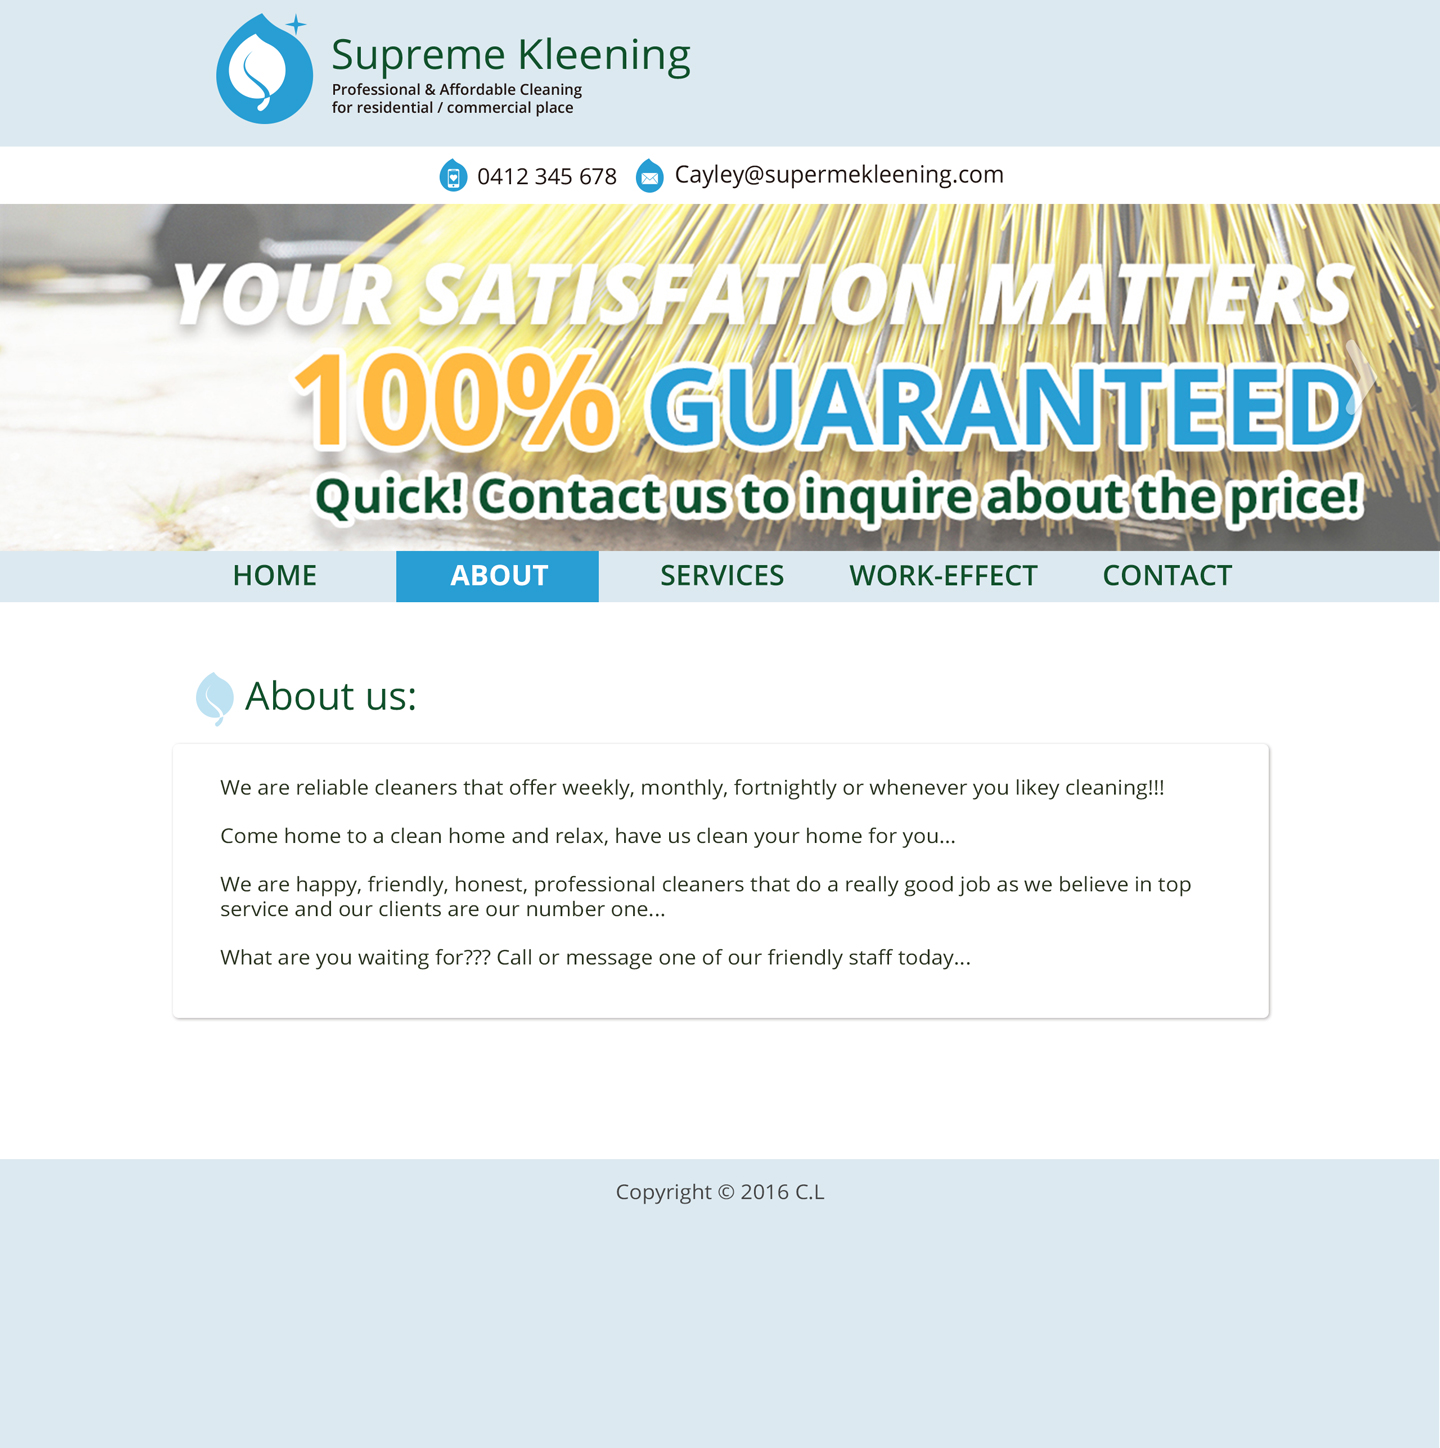 Supreme Kleening
Professional & Affordable Cleaning
for residential / commercial place
0412 345 678 Cayley@supermekleening.com
YOUR SATISFATION MATTERS
100% GUARANTEED
Quick! Contact us to inquire about the price!
HOME ABOUT SERVICES WORK-EFFECT CONTACT
About us:
We are reliable cleaners that offer weekly, monthly, fortnightly or whenever you likey cleaning!!!
Come home to a clean home and relax, have us clean your home for you...
We are happy, friendly, honest, professional cleaners that do a really good job as we believe in top
service and our clients are our number one...
What are you waiting for??? Call or message one of our friendly staff today...
Copyright © 2016 C.L